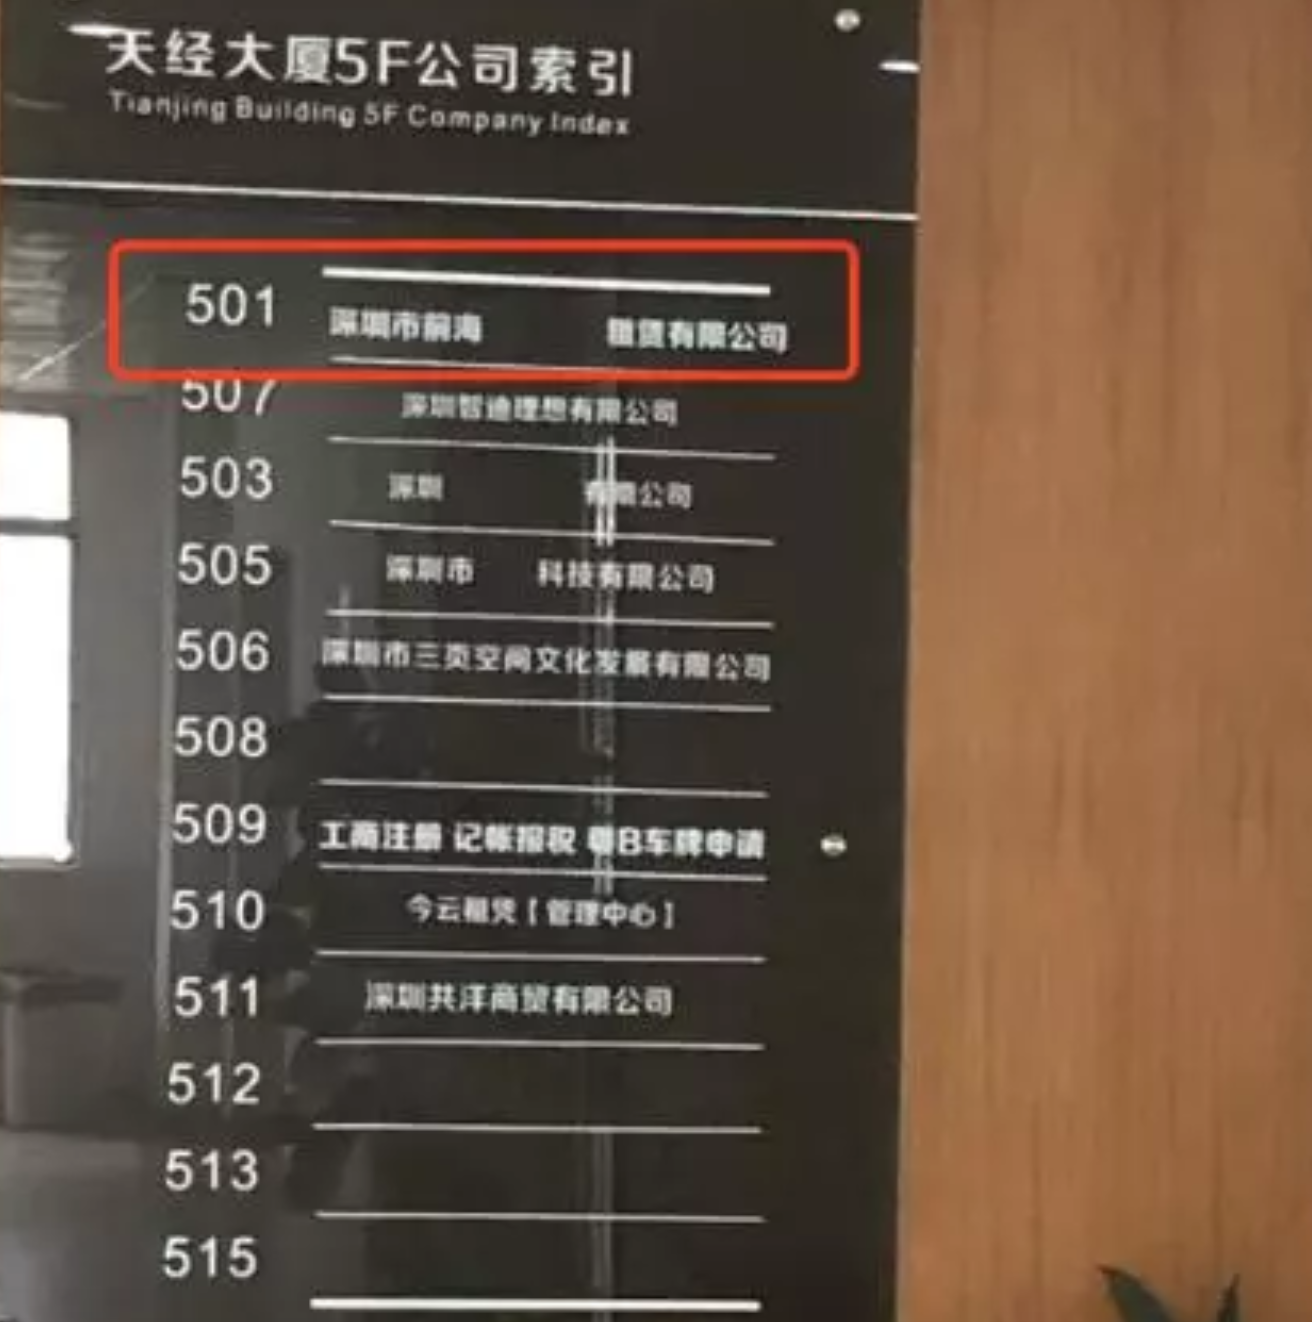 天经大厦5F公司索引
Tianjing Building 5F Company Index
501 深圳市前海 租赁有限公司
507 深圳智迪理想有限公司
503 深圳 有限公司
505 深圳市 科技有限公司
506 深圳市三页空间文化发展有限公司
508
509 工商注册 记帐报税 粤B车牌申请
510 今云租凭【管理中心】
511 深圳共洋商贸有限公司
512
513
515